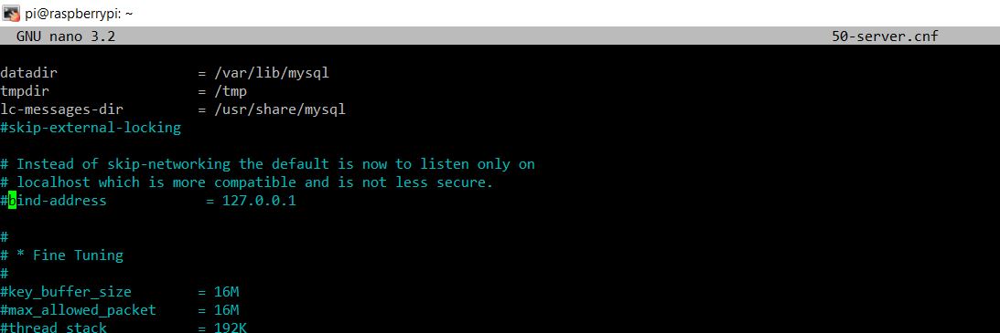 pi@raspberrypi: ~
GNU nano 3.2 50-server.cnf
datadir = /var/lib/mysql
tmpdir = /tmp
lc-messages-dir = /usr/share/mysql
#skip-external-locking
# Instead of skip-networking the default is now to listen only on
# localhost which is more compatible and is not less secure.
#bind-address = 127.0.0.1
#
# * Fine Tuning
#
#key_buffer_size = 16M
#max_allowed_packet = 16M
#thread_stack = 192K